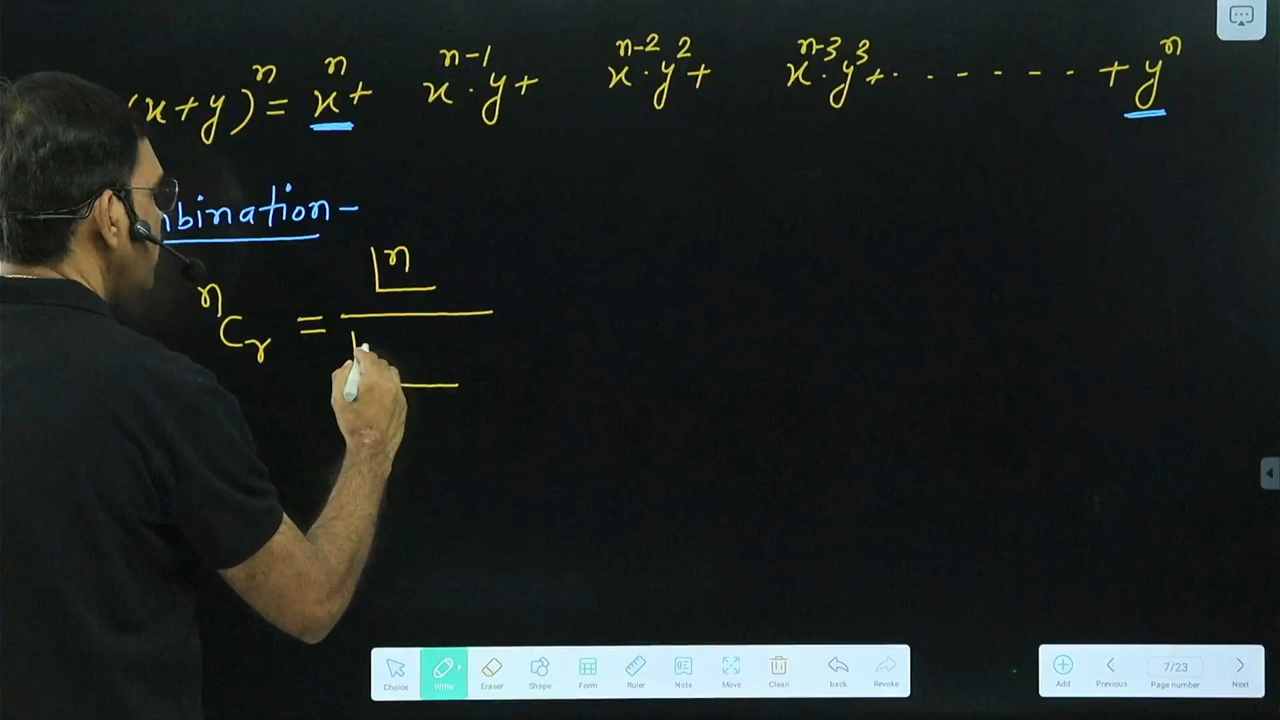 (x+y)ⁿ = xⁿ + xⁿ⁻¹·y + xⁿ⁻²·y² + xⁿ⁻³·y³ + · · - - - - - · + yⁿ
mbination -
ⁿCᵣ = |n
Choice Write Eraser Shape Form Ruler Note Move Clean back Revoke
Add Previous 7/23 Page number Next